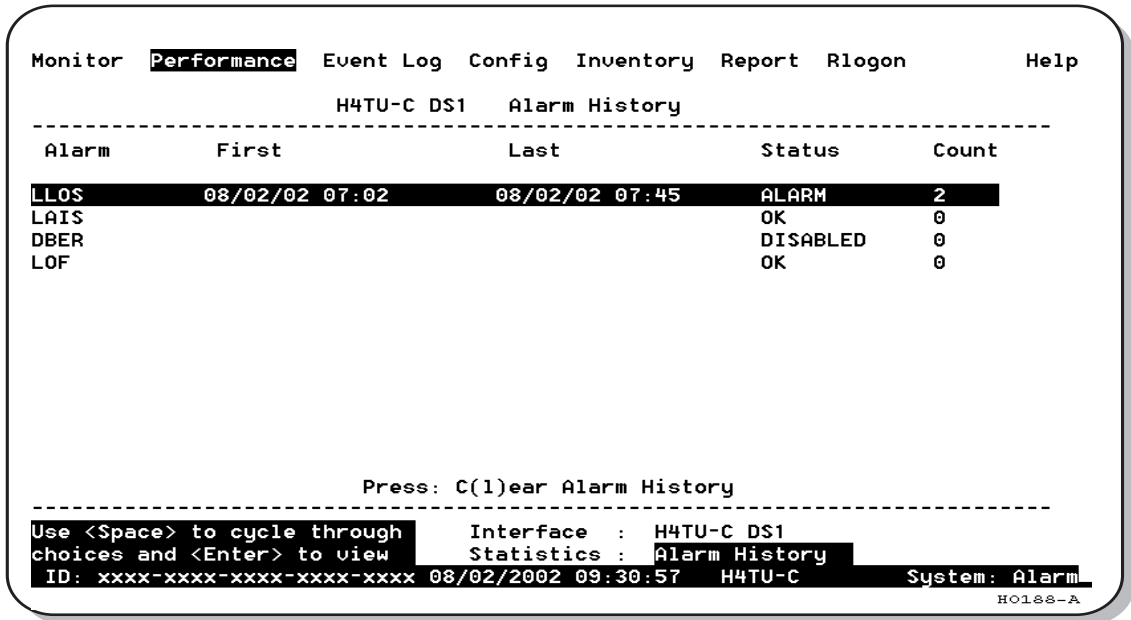 Monitor Performance Event Log Config Inventory Report Rlogon Help
H4TU-C DS1 Alarm History
Alarm First Last Status Count
LLOS 08/02/02 07:02 08/02/02 07:45 ALARM 2
LAIS OK 0
DBER DISABLED 0
LOF OK 0
Press: C(l)ear Alarm History
Use <Space> to cycle through Interface : H4TU-C DS1
choices and <Enter> to view Statistics : Alarm History
ID: xxxx-xxxx-xxxx-xxxx-xxxx 08/02/2002 09:30:57 H4TU-C System: Alarm
HO188-A